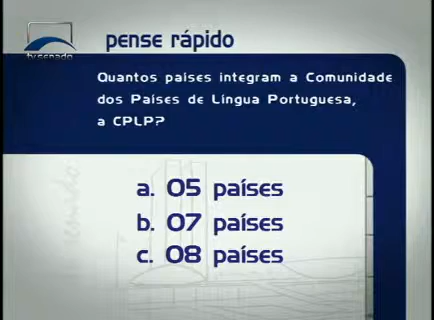 tv senado
pense rápido
Quantos países integram a Comunidade
dos Países de Língua Portuguesa,
a CPLP?
a. 05 países
b. 07 países
c. 08 países